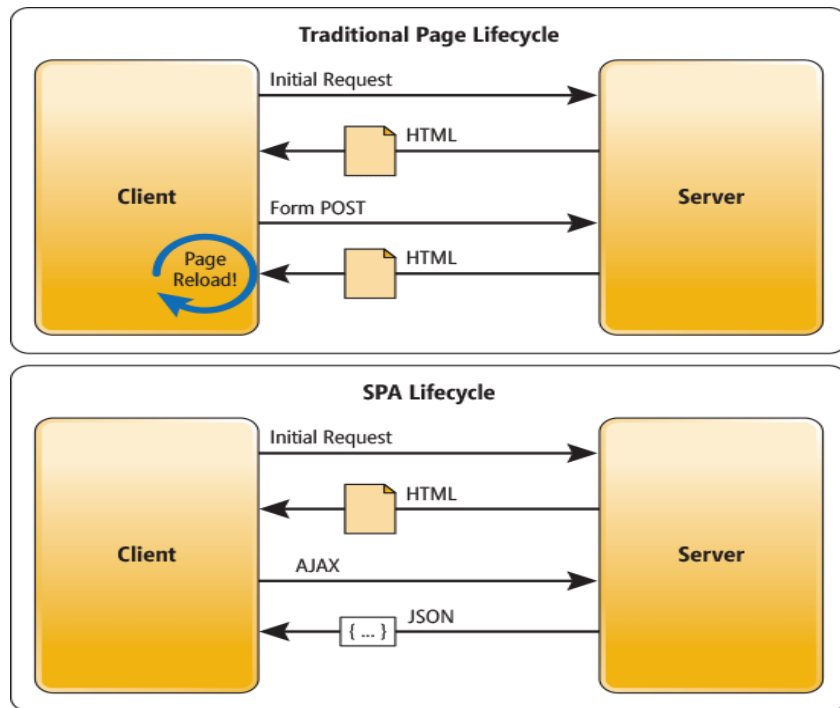 Traditional Page Lifecycle
Initial Request
HTML
Client
Server
Form POST
HTML
Page
Reload!
SPA Lifecycle
Initial Request
HTML
Client
Server
AJAX
JSON
{ ... }